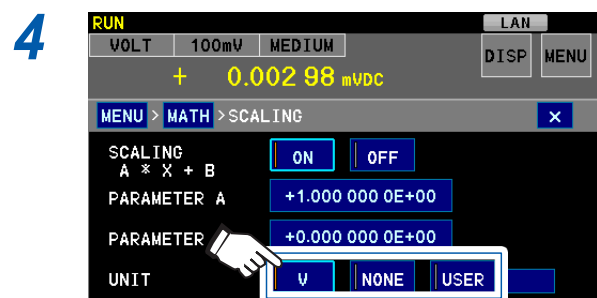 4
RUN LAN
VOLT 100mV MEDIUM DISP MENU
+ 0.002 98 mVDC
MENU > MATH >SCALING ×
SCALING ON OFF
A * X + B
PARAMETER A +1.000 000 0E+00
PARAMETER +0.000 000 0E+00
UNIT V NONE USER